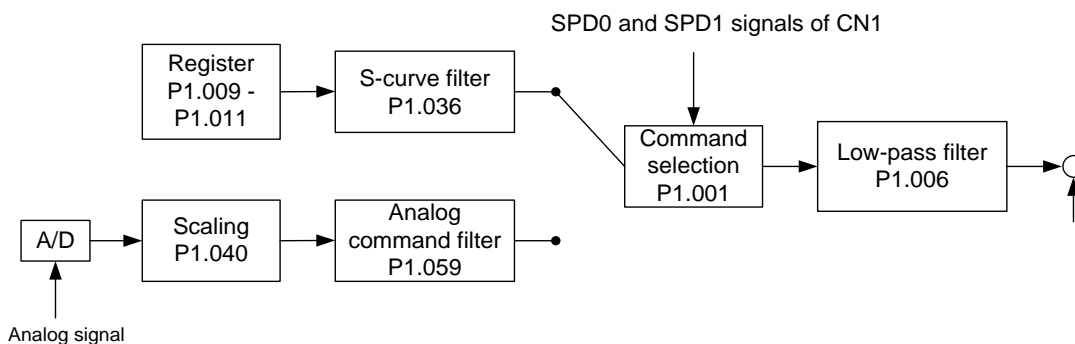 SPD0 and SPD1 signals of CN1
Register
P1.009 -
P1.011
S-curve filter
P1.036
Command
selection
P1.001
Low-pass filter
P1.006
A/D
Scaling
P1.040
Analog
command filter
P1.059
Analog signal